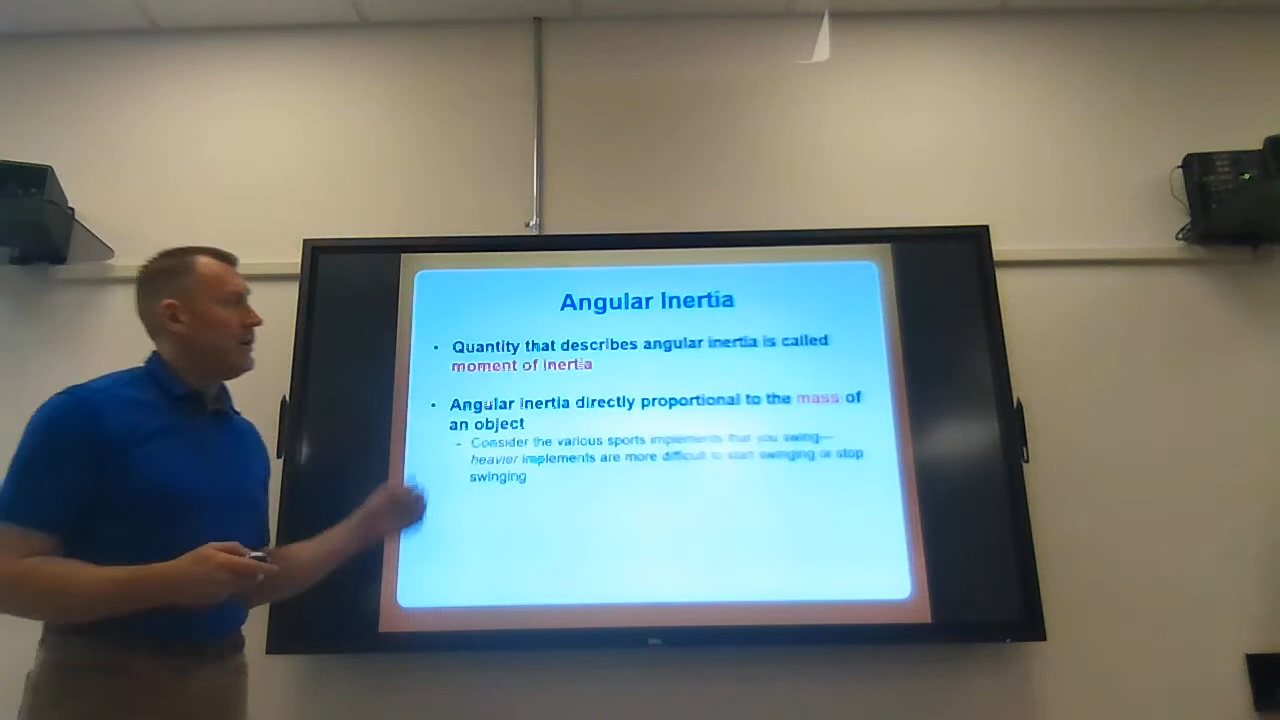 Angular Inertia
• Quantity that describes angular inertia is called
moment of inertia
• Angular Inertia directly proportional to the mass of
an object
– Consider the various sports implements that you swing—
heavier implements are more difficult to start swinging or stop
swinging